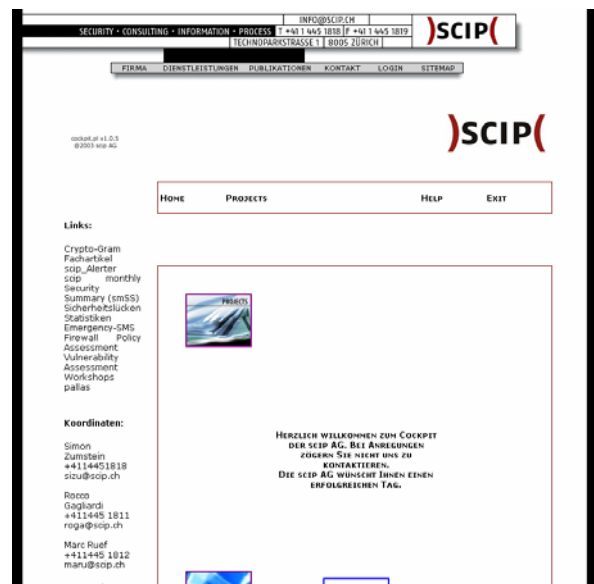 INFO@SCIP.CH
SECURITY • CONSULTING • INFORMATION • PROCESS T +41 1 445 1818 F +41 1 445 1819
TECHNOPARKSTRASSE 1 8005 ZÜRICH
)SCIP(
FIRMA DIENSTLEISTUNGEN PUBLIKATIONEN KONTAKT LOGIN SITEMAP
)SCIP(
cockpit.pl v1.0.5
©2003 scip AG
HOME PROJECTS HELP EXIT
Links:
Crypto-Gram
Fachartikel
scip_Alerter
scip monthly
Security
Summary (smSS)
Sicherheitslücken
Statistiken
Emergency-SMS
Firewall Policy
Assessment
Vulnerability
Assessment
Workshops
pallas
PROJECTS
HERZLICH WILLKOMMEN ZUM COCKPIT
DER SCIP AG. BEI ANREGUNGEN
ZÖGERN SIE NICHT UNS ZU
KONTAKTIEREN.
DIE SCIP AG WÜNSCHT IHNEN EINEN
ERFOLGREICHEN TAG.
Koordinaten:
Simon
Zumstein
+4114451818
sizu@scip.ch
Rocco
Gagliardi
+411445 1811
roga@scip.ch
Marc Ruef
+411445 1812
maru@scip.ch